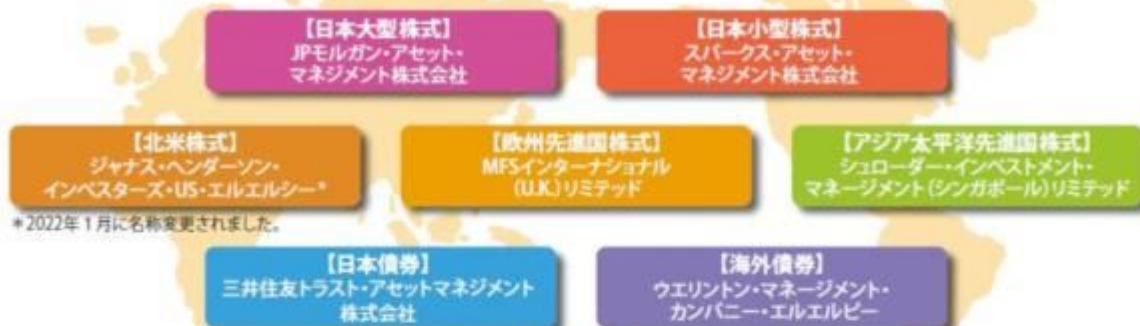 【日本大型株式】
JPモルガン・アセット・
マネジメント株式会社
【日本小型株式】
スパークス・アセット・
マネジメント株式会社
【北米株式】
ジャナス・ヘンダーソン・
インベスターズ・US・エルエルシー*
【欧州先進国株式】
MFSインターナショナル
(U.K.)リミテッド
【アジア太平洋先進国株式】
シュローダー・インベストメント・
マネージメント(シンガポール)リミテッド
*2022年1月に名称変更されました。
【日本債券】
三井住友トラスト・アセットマネジメント
株式会社
【海外債券】
ウエリントン・マネージメント・
カンパニー・エルエルピー